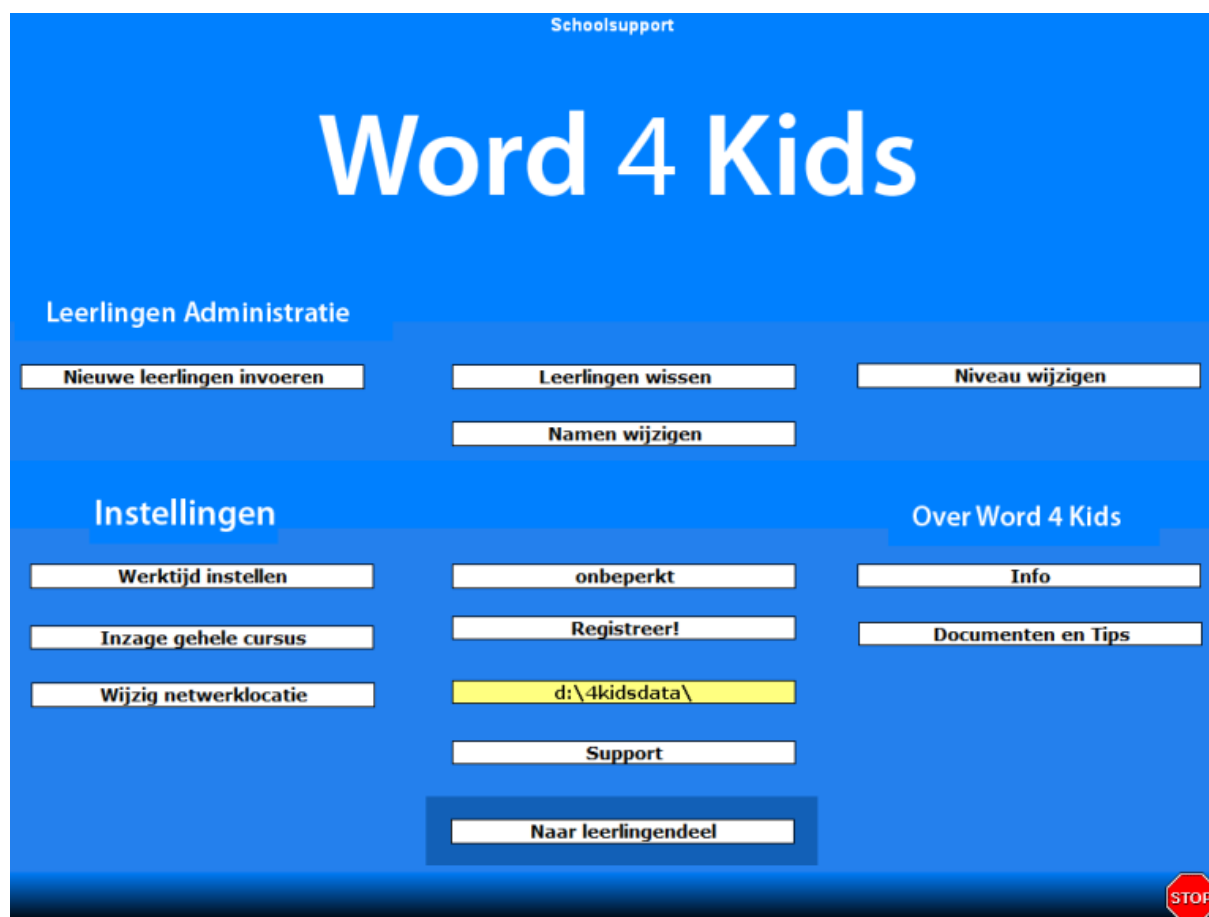 Schoolsupport
Word 4 Kids
Leerlingen Administratie
Nieuwe leerlingen invoeren
Leerlingen wissen
Niveau wijzigen
Namen wijzigen
Instellingen
Over Word 4 Kids
Werktijd instellen
onbeperkt
Info
Inzage gehele cursus
Registreer!
Documenten en Tips
Wijzig netwerklocatie
d:\4kidsdata\
Support
Naar leerlingendeel
STOP